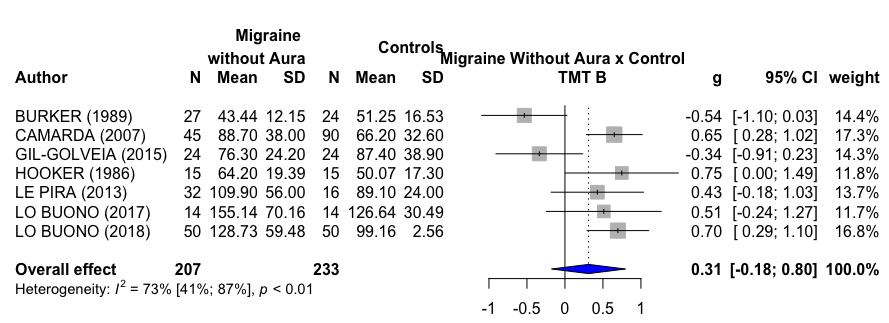 Migraine
without Aura Controls Migraine Without Aura x Control
Author N Mean SD N Mean SD TMT B g 95% CI weight
BURKER (1989) 27 43.44 12.15 24 51.25 16.53 -0.54 [-1.10; 0.03] 14.4%
CAMARDA (2007) 45 88.70 38.00 90 66.20 32.60 0.65 [ 0.28; 1.02] 17.3%
GIL-GOLVEIA (2015) 24 76.30 24.20 24 87.40 38.90 -0.34 [-0.91; 0.23] 14.3%
HOOKER (1986) 15 64.20 19.39 15 50.07 17.30 0.75 [ 0.00; 1.49] 11.8%
LE PIRA (2013) 32 109.90 56.00 16 89.10 24.00 0.43 [-0.18; 1.03] 13.7%
LO BUONO (2017) 14 155.14 70.16 14 126.64 30.49 0.51 [-0.24; 1.27] 11.7%
LO BUONO (2018) 50 128.73 59.48 50 99.16 2.56 0.70 [ 0.29; 1.10] 16.8%
Overall effect 207 233 0.31 [-0.18; 0.80] 100.0%
Heterogeneity: I² = 73% [41%; 87%], p < 0.01
-1 -0.5 0 0.5 1